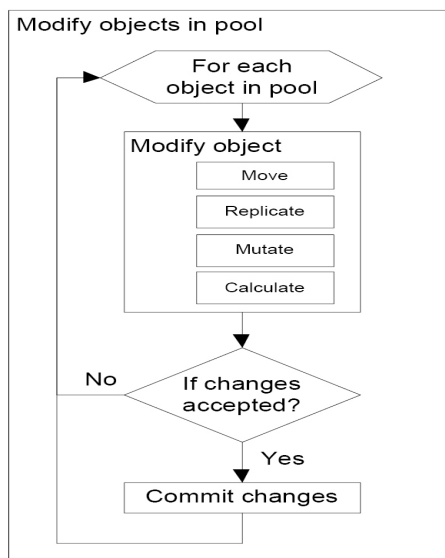 Modify objects in pool
For each
object in pool
Modify object
Move
Replicate
Mutate
Calculate
If changes
accepted?
No
Yes
Commit changes